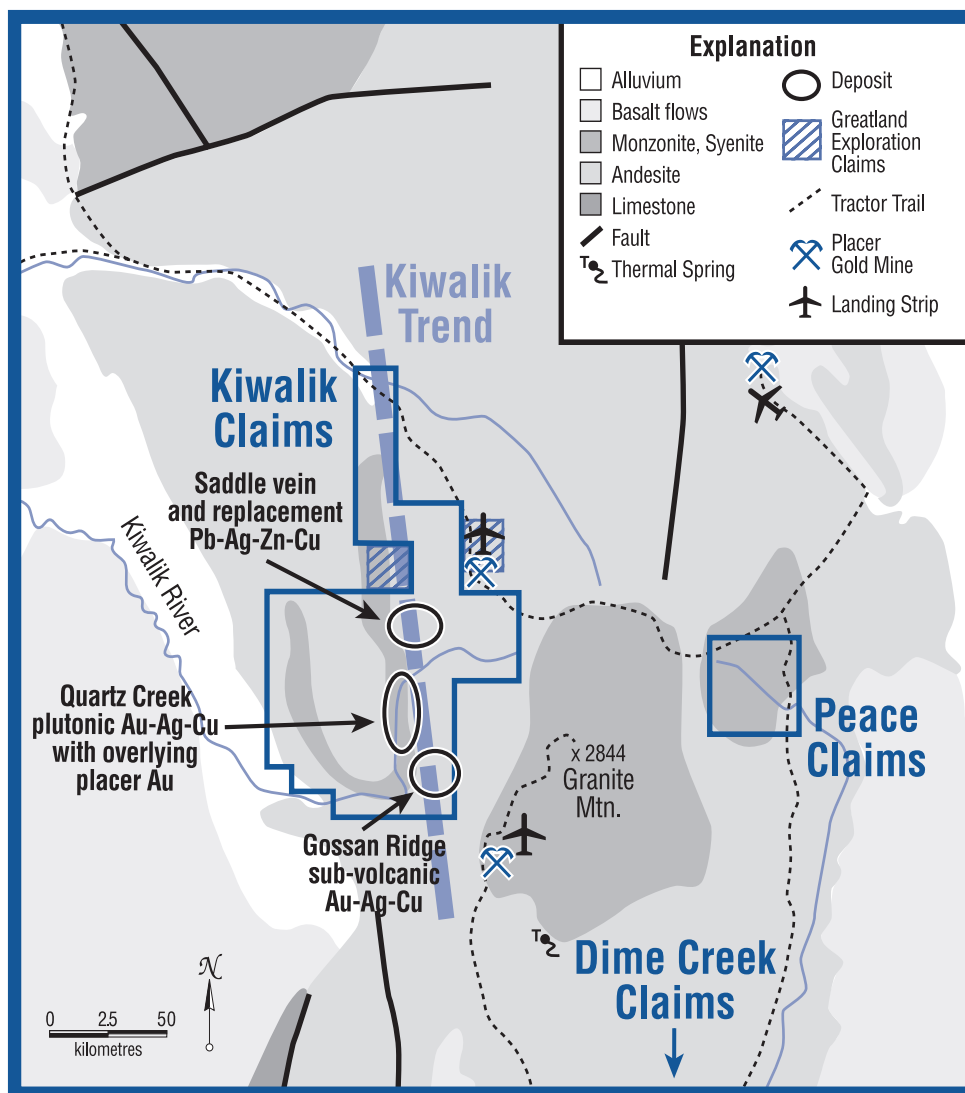 Explanation
Alluvium
Basalt flows
Monzonite, Syenite
Andesite
Limestone
Fault
T
Thermal Spring
Deposit
Greatland
Exploration
Claims
Tractor Trail
Placer
Gold Mine
Landing Strip
Kiwalik
Trend
Kiwalik
Claims
Saddle vein
and replacement
Pb-Ag-Zn-Cu
Kiwalik River
Quartz Creek
plutonic Au-Ag-Cu
with overlying
placer Au
Peace
Claims
x 2844
Granite
Mtn.
Gossan Ridge
sub-volcanic
Au-Ag-Cu
T
Dime Creek
Claims
N
0 2.5 50
kilometres